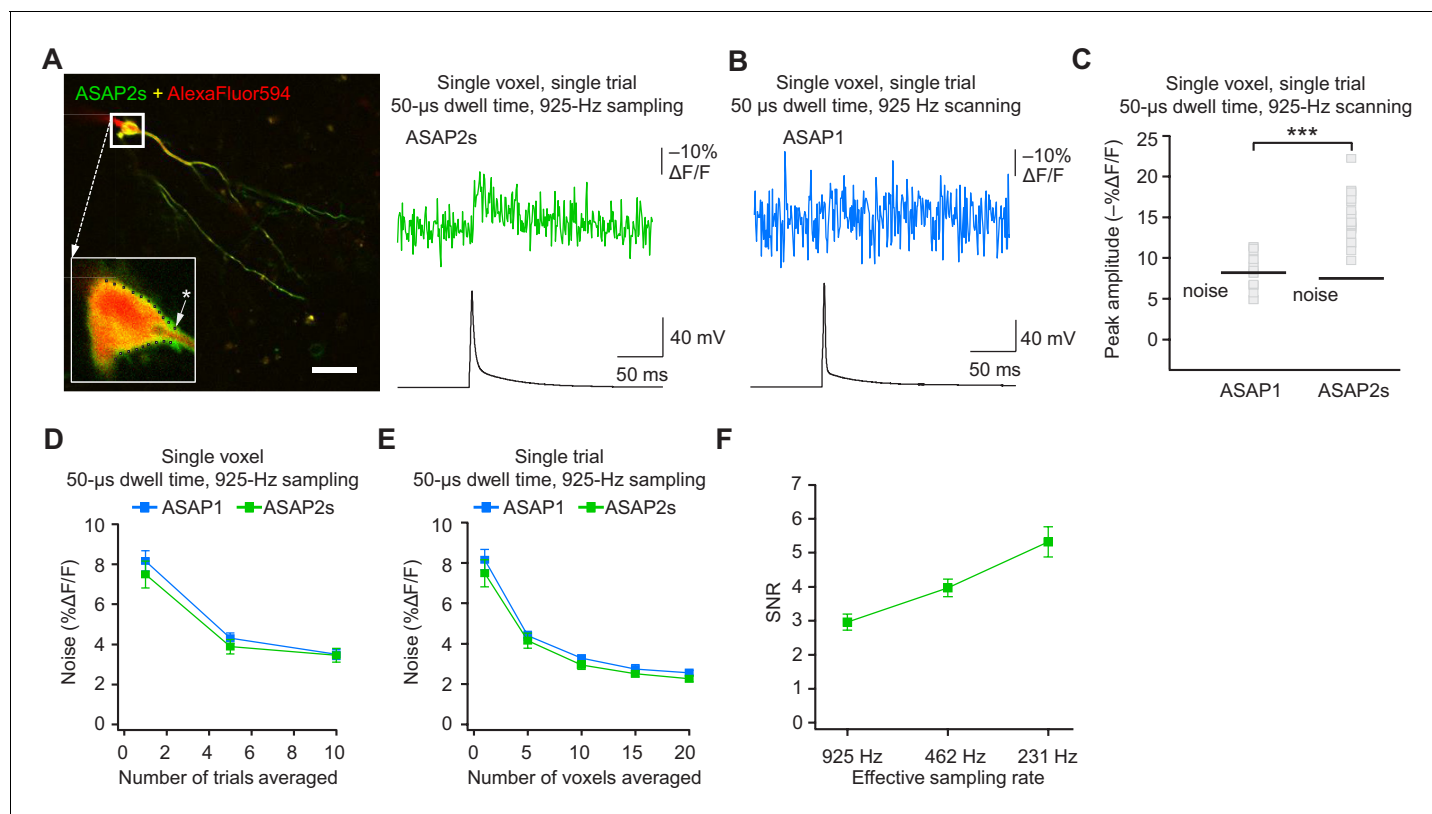 A
ASAP2s + AlexaFluor594
*
Single voxel, single trial
50-µs dwell time, 925-Hz sampling
ASAP2s
–10%
ΔF/F
40 mV
50 ms
B
Single voxel, single trial
50 µs dwell time, 925 Hz scanning
ASAP1
–10%
ΔF/F
40 mV
50 ms
C
Single voxel, single trial
50-µs dwell time, 925-Hz scanning
***
Peak amplitude (–%ΔF/F)
25
20
15
10
5
0
noise
noise
ASAP1
ASAP2s
D
Single voxel
50-µs dwell time, 925-Hz sampling
ASAP1 ASAP2s
Noise (%ΔF/F)
10
8
6
4
2
0
0 2 4 6 8 10
Number of trials averaged
E
Single trial
50-µs dwell time, 925-Hz sampling
ASAP1 ASAP2s
Noise (%ΔF/F)
10
8
6
4
2
0
0 5 10 15 20
Number of voxels averaged
F
SNR
7
6
5
4
3
2
1
0
925 Hz 462 Hz 231 Hz
Effective sampling rate